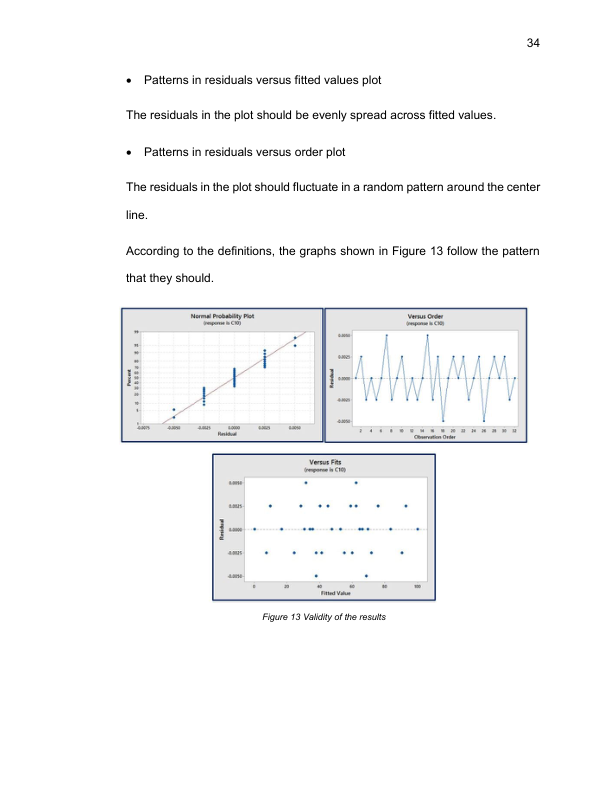 34
• Patterns in residuals versus fitted values plot
The residuals in the plot should be evenly spread across fitted values.
• Patterns in residuals versus order plot
The residuals in the plot should fluctuate in a random pattern around the center
line.
According to the definitions, the graphs shown in Figure 13 follow the pattern
that they should.
Normal Probability Plot
(response is C10)
Percent
-0.0075 -0.0050 -0.0025 0.0000 0.0025 0.0050
Residual
Versus Order
(response is C10)
Residual
0.0050
0.0025
0.0000
-0.0025
-0.0050
2 4 6 8 10 12 14 16 18 20 22 24 26 28 30 32
Observation Order
Versus Fits
(response is C10)
Residual
0.0050
0.0025
0.0000
-0.0025
-0.0050
0 20 40 60 80 100
Fitted Value
Figure 13 Validity of the results